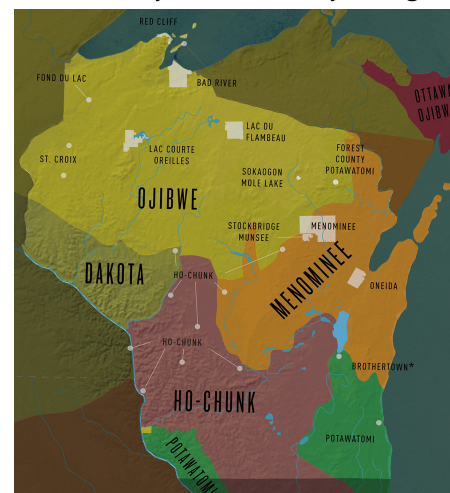 RED CLIFF
FOND DU LAC
BAD RIVER
OTTAWA
OJIBW
LAC DU
FLAMBEAU
LAC COURTE
OREILLES
ST. CROIX
FOREST
COUNTY
POTAWATOMI
SOKAOGON
MOLE LAKE
OJIBWE
STOCKBRIDGE
MUNSEE
MENOMINEE
DAKOTA
HO-CHUNK
MENOMINEE
ONEIDA
HO-CHUNK
BROTHERTOWN*
HO-CHUNK
POTAWATOMI
POTAWATOMI